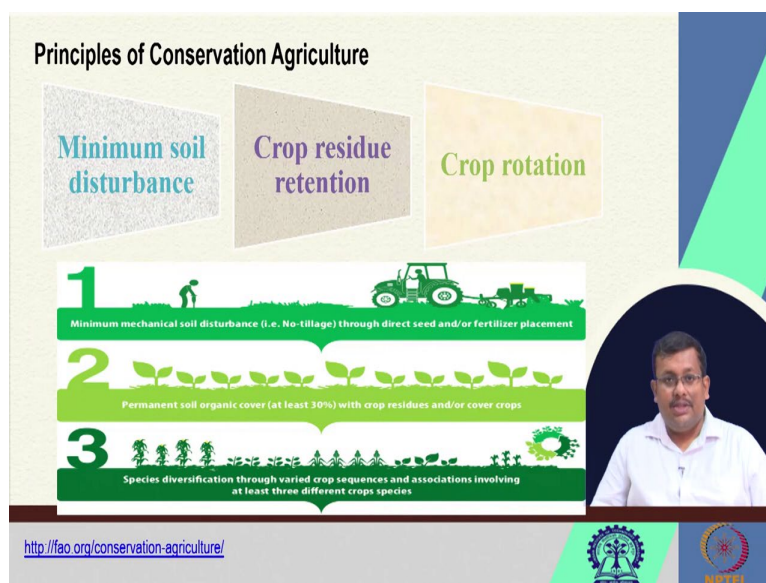 Principles of Conservation Agriculture
Minimum soil
disturbance
Crop residue
retention
Crop rotation
1
Minimum mechanical soil disturbance (i.e. No-tillage) through direct seed and/or fertilizer placement
2
Permanent soil organic cover (at least 30%) with crop residues and/or cover crops
3
Species diversification through varied crop sequences and associations involving
at least three different crops species
http://fao.org/conservation-agriculture/
NPTEL